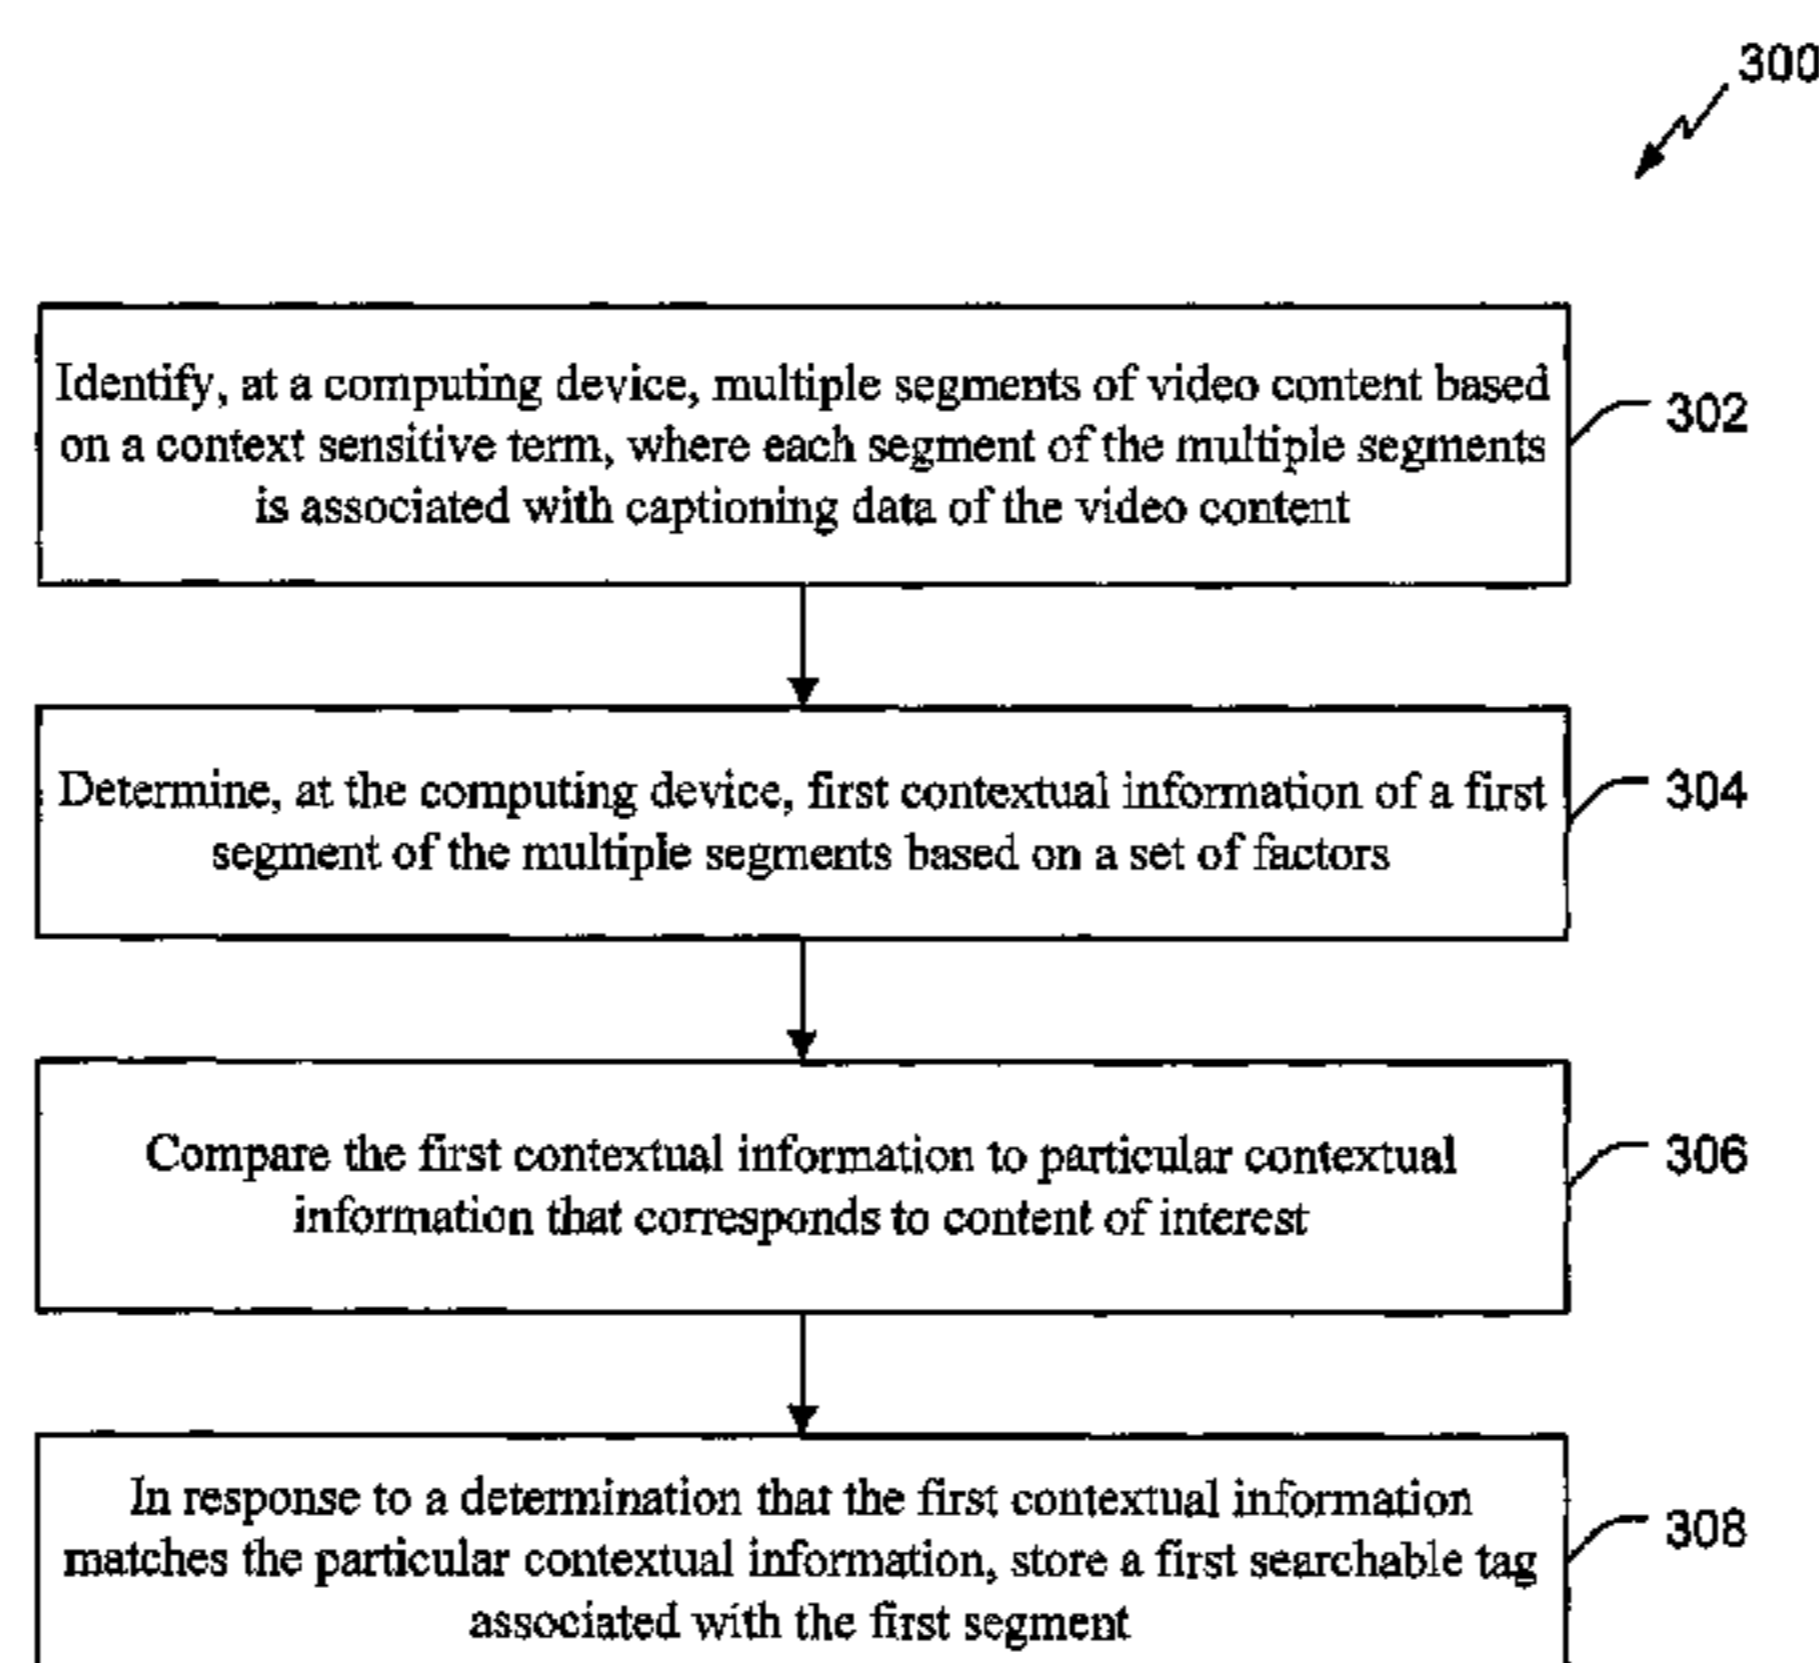 300
Identify, at a computing device, multiple segments of video content based
on a context sensitive term, where each segment of the multiple segments
is associated with captioning data of the video content
302
Determine, at the computing device, first contextual information of a first
segment of the multiple segments based on a set of factors
304
Compare the first contextual information to particular contextual
information that corresponds to content of interest
306
In response to a determination that the first contextual information
matches the particular contextual information, store a first searchable tag
associated with the first segment
308